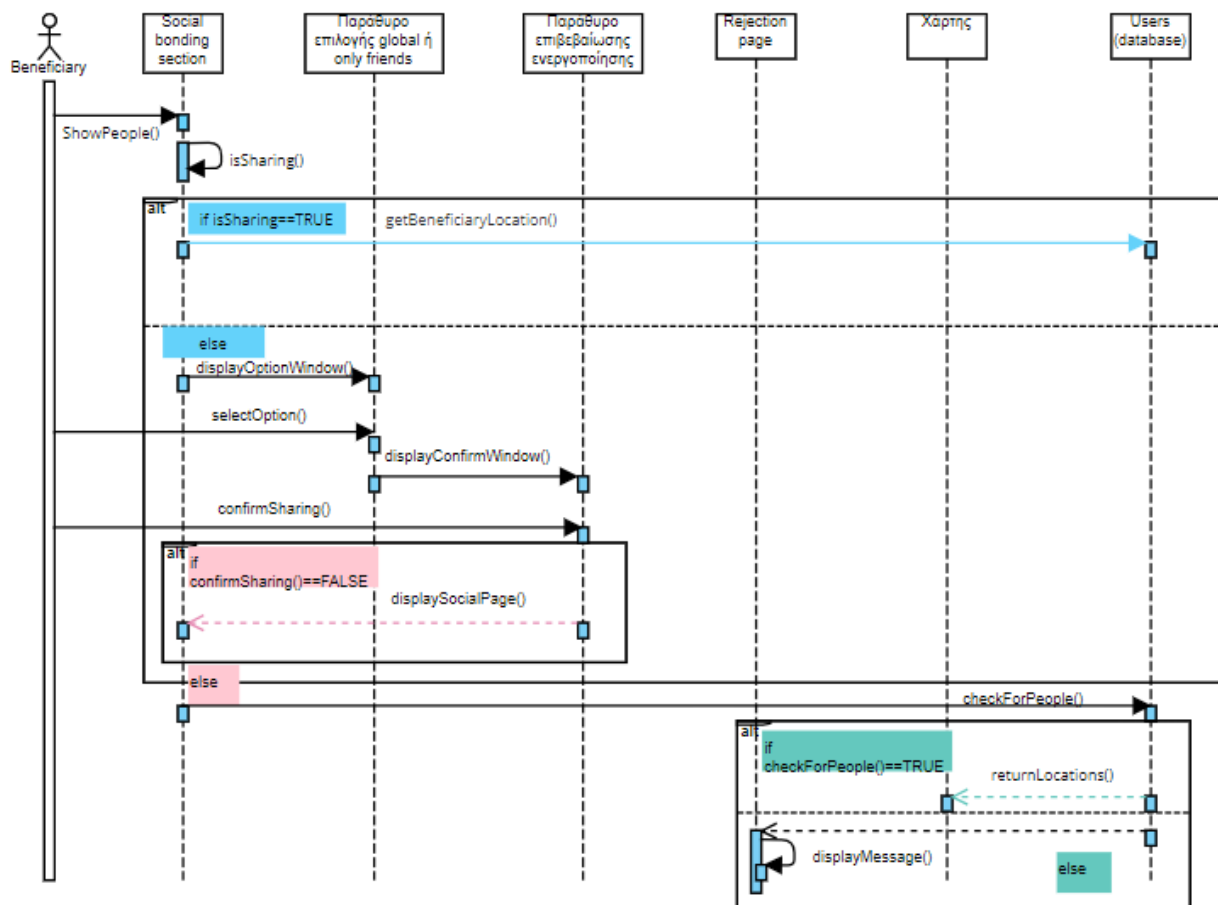 Beneficiary
Social
bonding
section
Παράθυρο
επιλογής global ή
only friends
Παράθυρο
επιβεβαίωσης
ενεργοποίησης
Rejection
page
Χάρτης
Users
(database)
ShowPeople()
isSharing()
alt
if isSharing==TRUE
getBeneficiaryLocation()
else
displayOptionWindow()
selectOption()
displayConfirmWindow()
confirmSharing()
alt
if
confirmSharing()==FALSE
displaySocialPage()
else
checkForPeople()
alt
if
checkForPeople()==TRUE
returnLocations()
displayMessage()
else